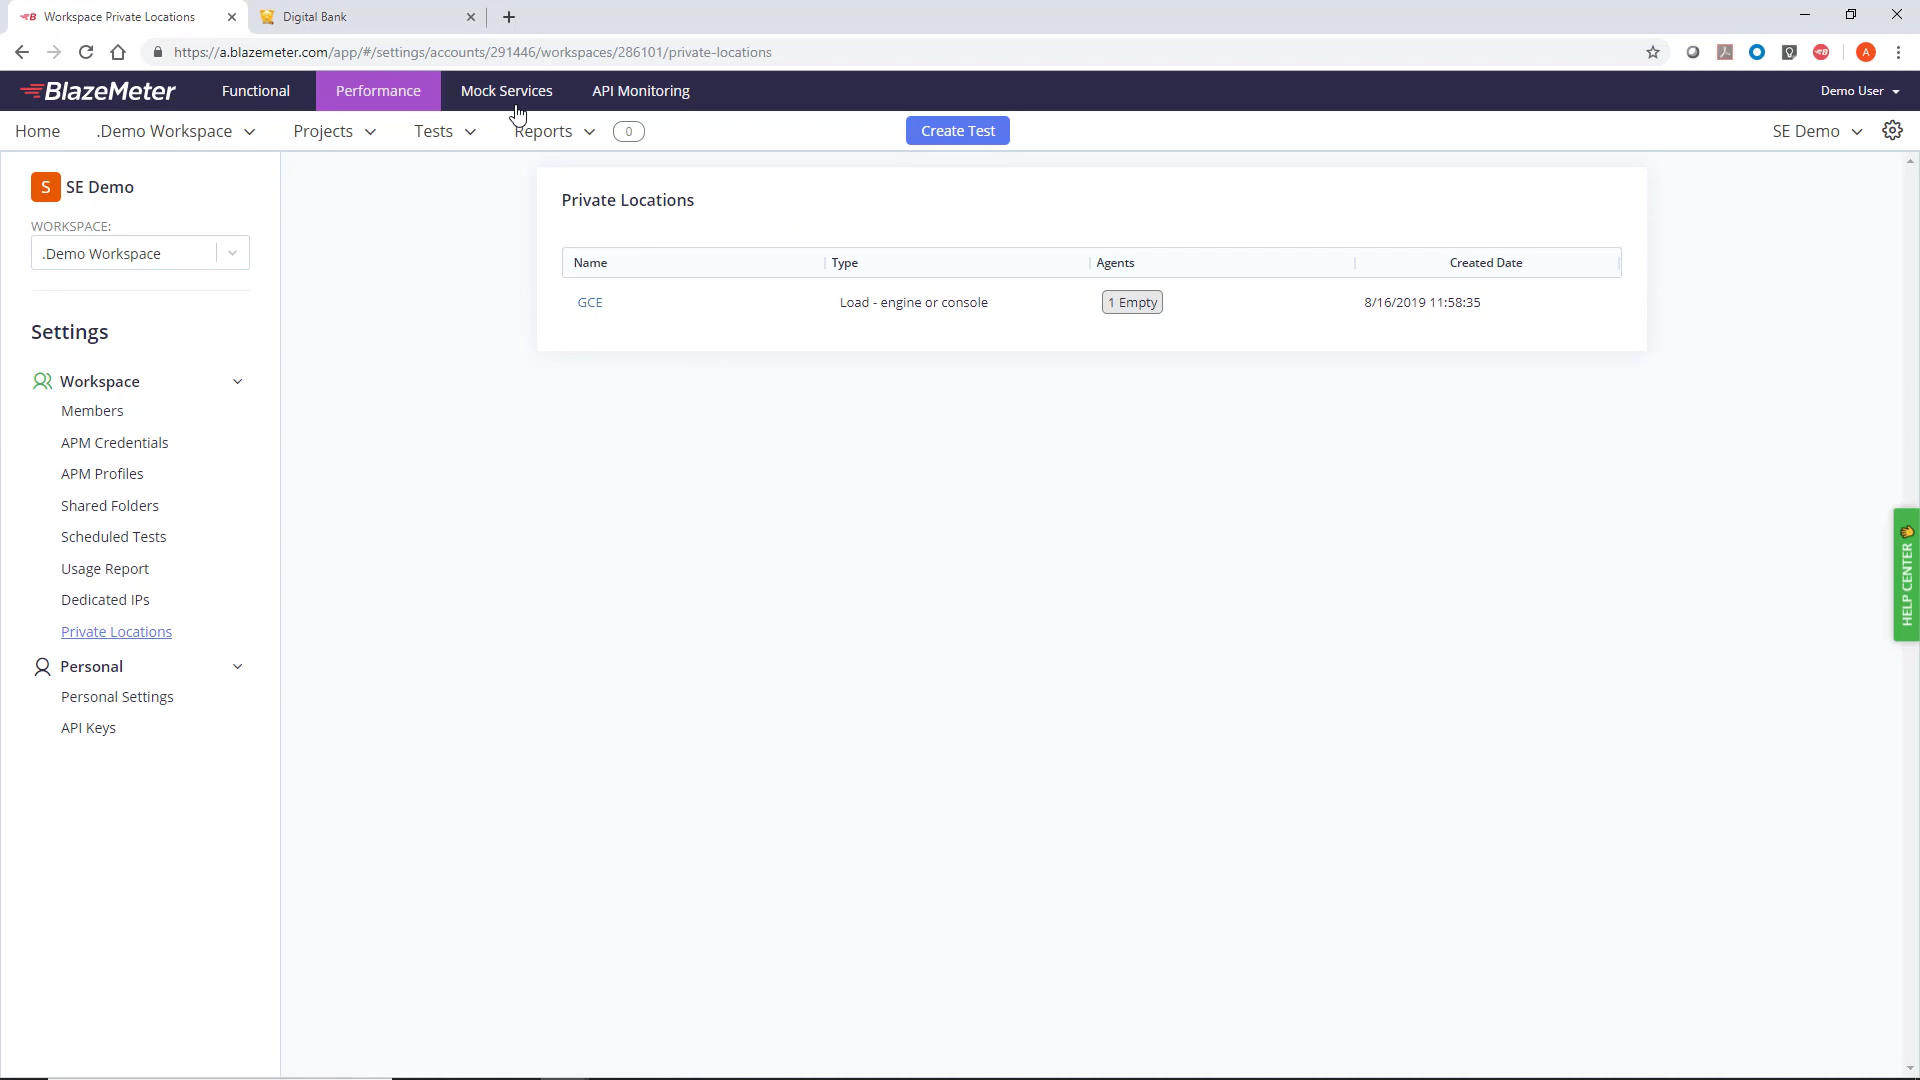 Workspace Private Locations
Digital Bank
https://a.blazemeter.com/app/#/settings/accounts/291446/workspaces/286101/private-locations
A
BlazeMeter
Functional
Performance
Mock Services
API Monitoring
Demo User
Home
.Demo Workspace
Projects
Tests
Reports
0
Create Test
SE Demo
S
SE Demo
WORKSPACE:
.Demo Workspace
Settings
Workspace
Members
APM Credentials
APM Profiles
Shared Folders
Scheduled Tests
Usage Report
Dedicated IPs
Private Locations
Personal
Personal Settings
API Keys
Private Locations
Name Type Agents Created Date
GCE Load - engine or console 1 Empty 8/16/2019 11:58:35
HELP CENTER